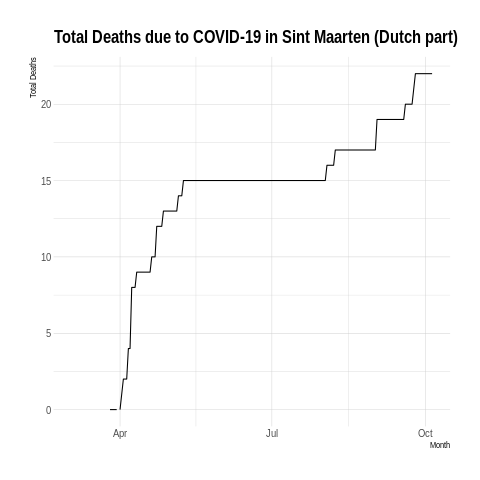 Total Deaths due to COVID-19 in Sint Maarten (Dutch part)
Total Deaths
20
15
10
5
0
Apr Jul Oct
Month